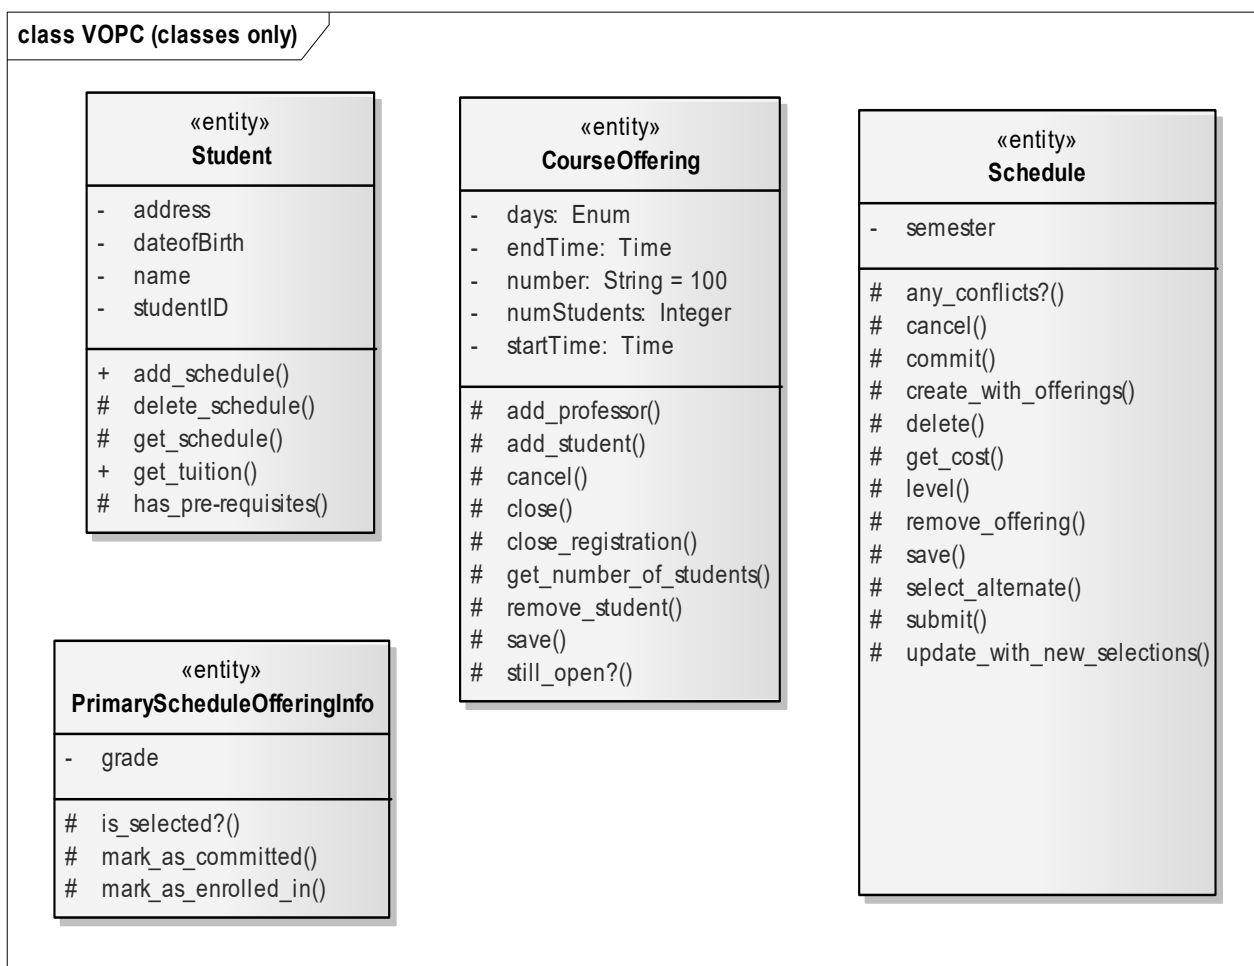 class VOPC (classes only)
«entity»
Student
- address
- dateofBirth
- name
- studentID
+ add_schedule()
# delete_schedule()
# get_schedule()
+ get_tuition()
# has_pre-requisites()
«entity»
CourseOffering
- days: Enum
- endTime: Time
- number: String = 100
- numStudents: Integer
- startTime: Time
# add_professor()
# add_student()
# cancel()
# close()
# close_registration()
# get_number_of_students()
# remove_student()
# save()
# still_open?()
«entity»
Schedule
- semester
# any_conflicts?()
# cancel()
# commit()
# create_with_offerings()
# delete()
# get_cost()
# level()
# remove_offering()
# save()
# select_alternate()
# submit()
# update_with_new_selections()
«entity»
PrimaryScheduleOfferingInfo
- grade
# is_selected?()
# mark_as_committed()
# mark_as_enrolled_in()